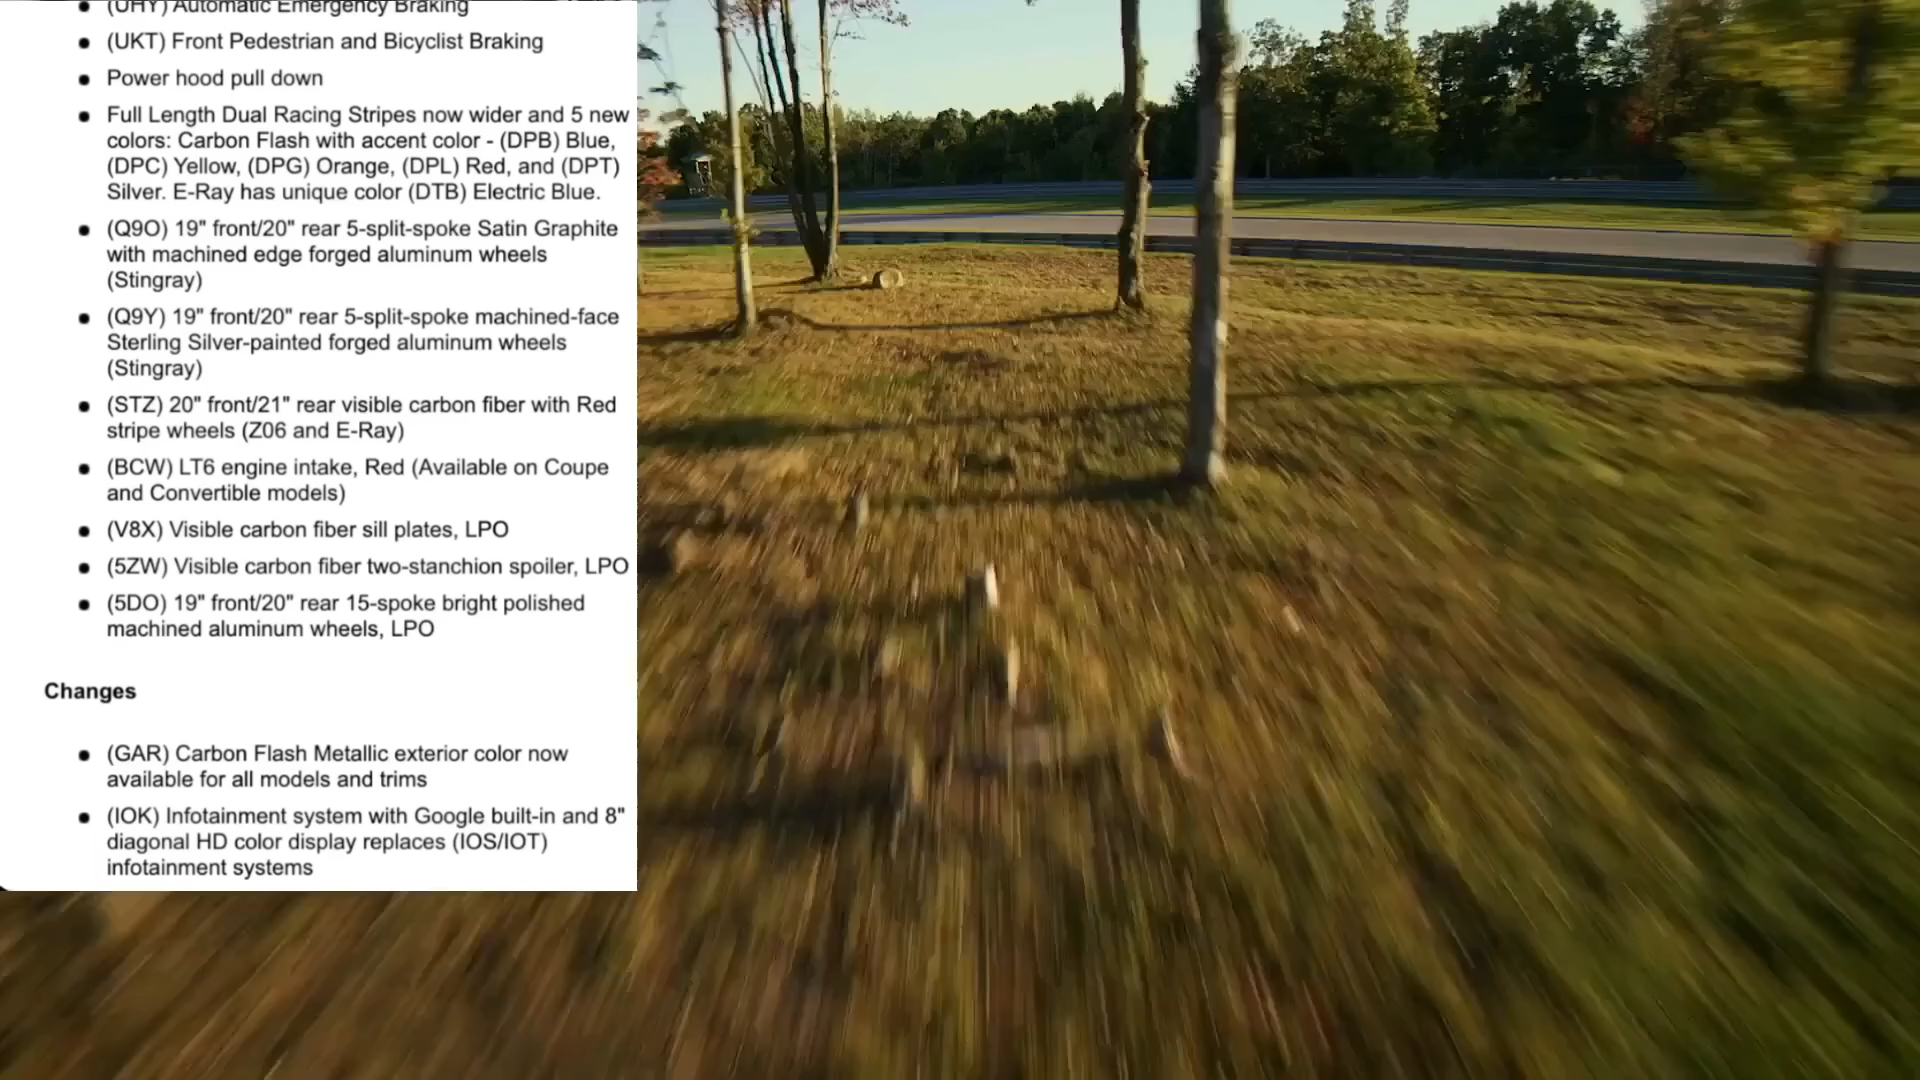 (UHY) Automatic Emergency Braking
(UKT) Front Pedestrian and Bicyclist Braking
Power hood pull down
Full Length Dual Racing Stripes now wider and 5 new
colors: Carbon Flash with accent color - (DPB) Blue,
(DPC) Yellow, (DPG) Orange, (DPL) Red, and (DPT)
Silver. E-Ray has unique color (DTB) Electric Blue.
(Q9O) 19" front/20" rear 5-split-spoke Satin Graphite
with machined edge forged aluminum wheels
(Stingray)
(Q9Y) 19" front/20" rear 5-split-spoke machined-face
Sterling Silver-painted forged aluminum wheels
(Stingray)
(STZ) 20" front/21" rear visible carbon fiber with Red
stripe wheels (Z06 and E-Ray)
(BCW) LT6 engine intake, Red (Available on Coupe
and Convertible models)
(V8X) Visible carbon fiber sill plates, LPO
(5ZW) Visible carbon fiber two-stanchion spoiler, LPO
(5DO) 19" front/20" rear 15-spoke bright polished
machined aluminum wheels, LPO
Changes
(GAR) Carbon Flash Metallic exterior color now
available for all models and trims
(IOK) Infotainment system with Google built-in and 8"
diagonal HD color display replaces (IOS/IOT)
infotainment systems